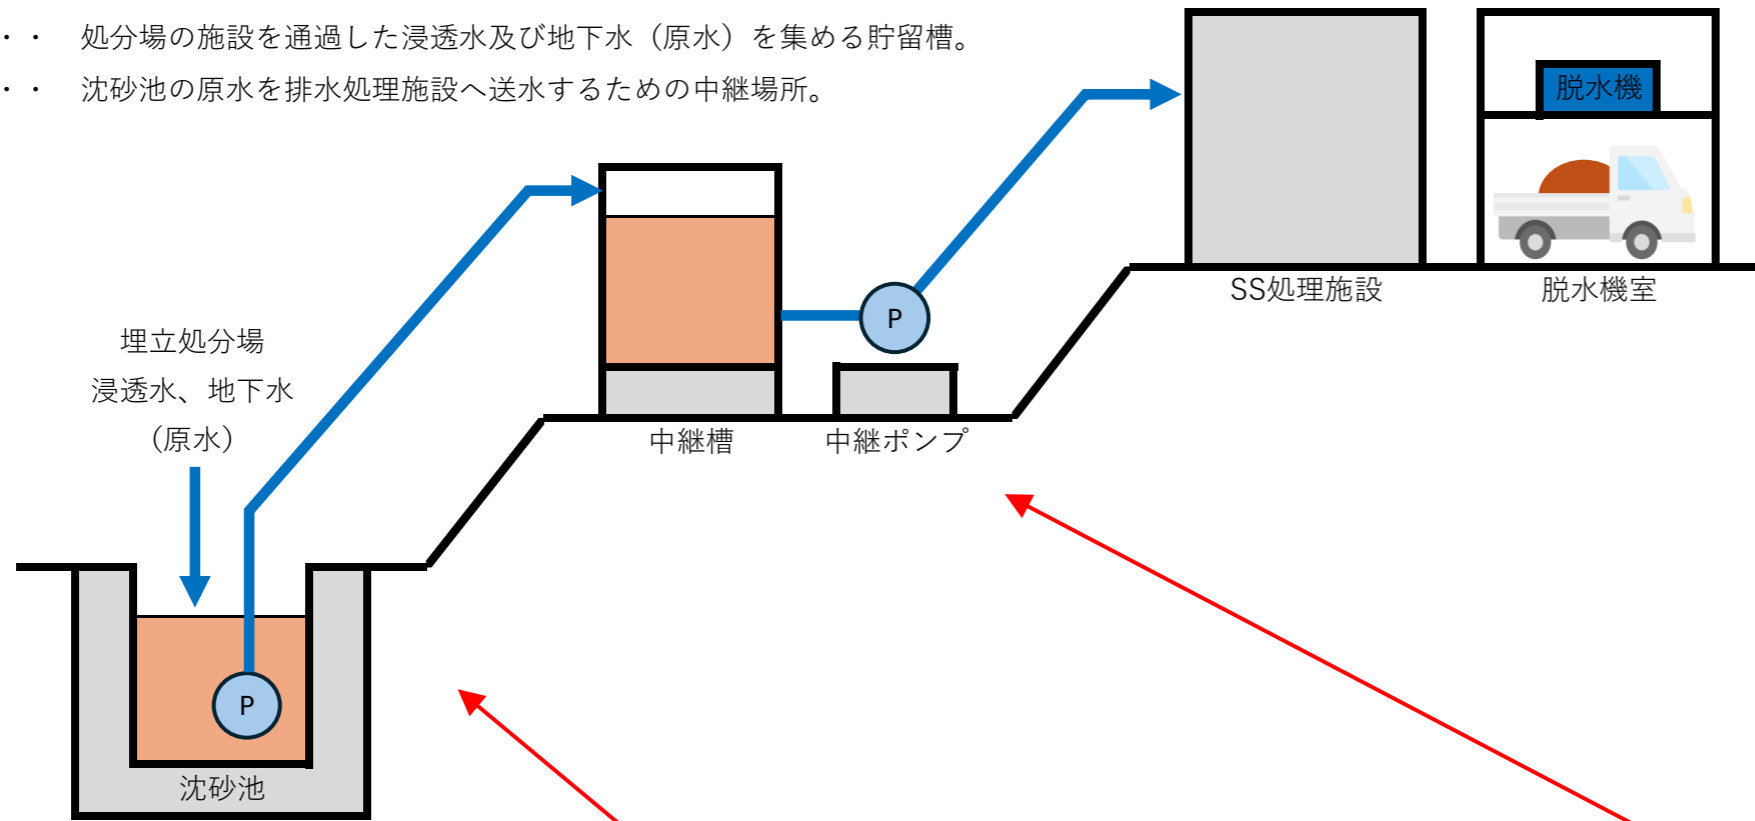 ・・ 処分場の施設を通過した浸透水及び地下水（原水）を集める貯留槽。
・・ 沈砂池の原水を排水処理施設へ送水するための中継場所。
脱水機
P
SS処理施設
脱水機室
埋立処分場
浸透水、地下水
（原水）
中継槽
中継ポンプ
P
沈砂池